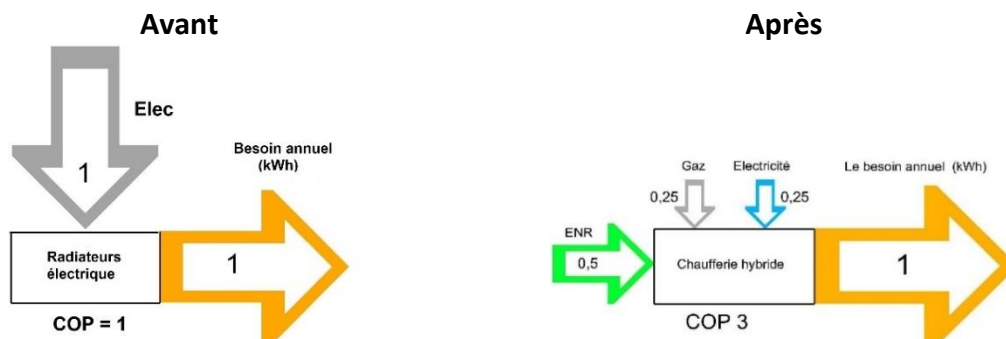 Avant
Elec
1
Besoin annuel
(kWh)
Radiateurs
électrique
1
COP = 1
Après
Gaz
Electricité
Le besoin annuel (kWh)
0,25
0,25
ENR
0,5
Chaufferie hybride
1
COP 3